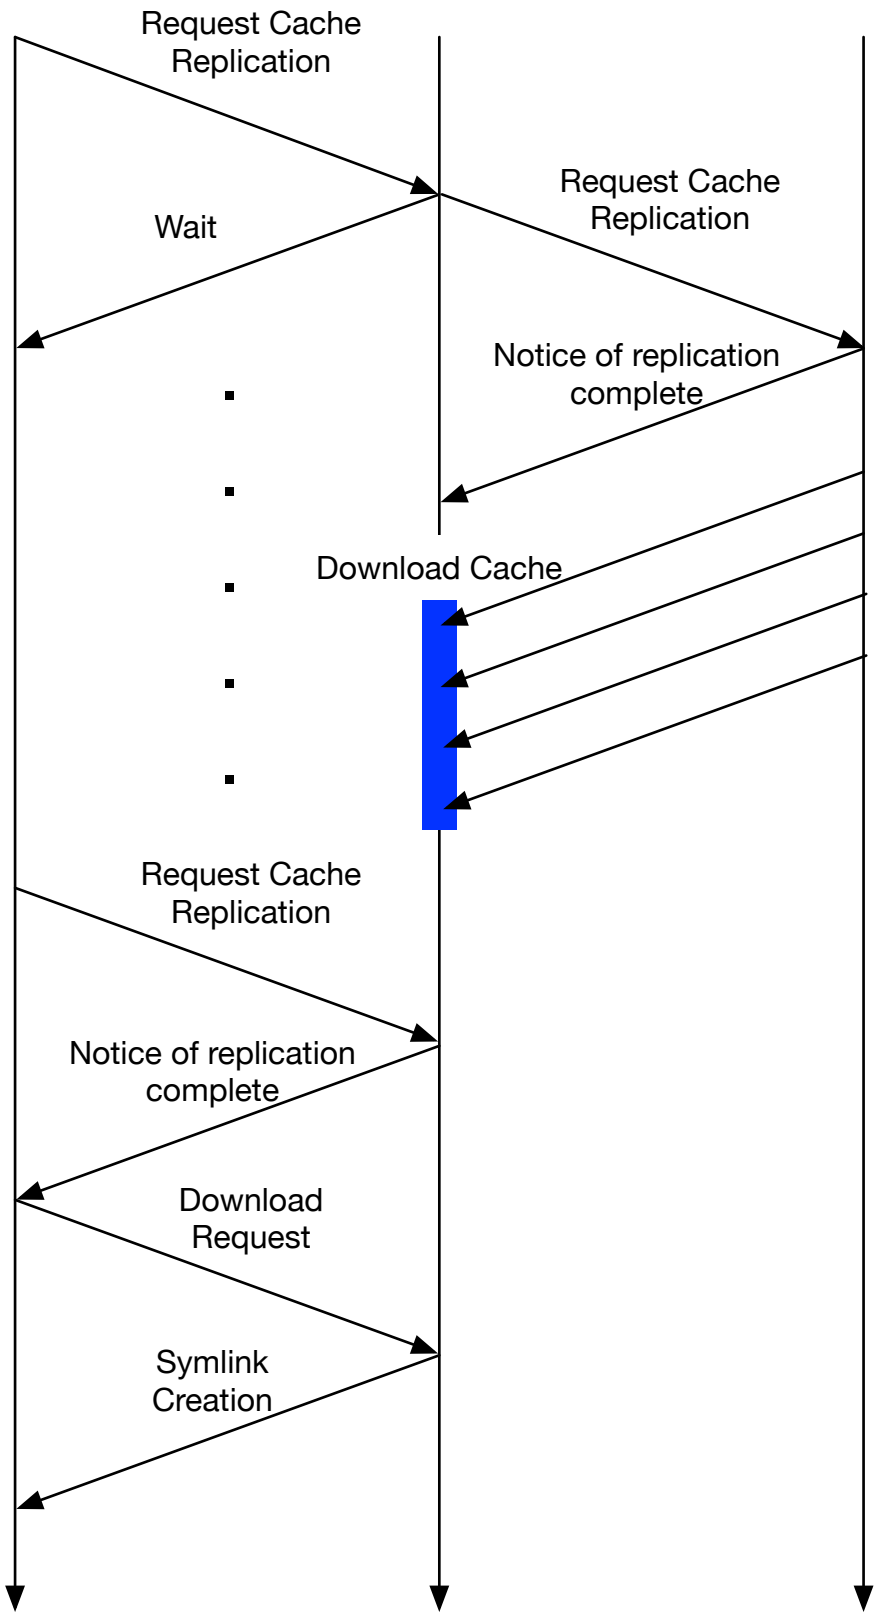 Request Cache
Replication
Request Cache
Replication
Wait
Notice of replication
complete
Download Cache
Request Cache
Replication
Notice of replication
complete
Download
Request
Symlink
Creation